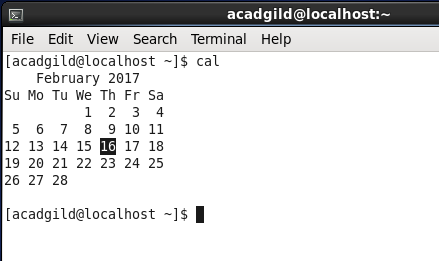 acadgild@localhost:~
File Edit View Search Terminal Help
[acadgild@localhost ~]$ cal
    February 2017
Su Mo Tu We Th Fr Sa
          1  2  3  4
 5  6  7  8  9 10 11
12 13 14 15 16 17 18
19 20 21 22 23 24 25
26 27 28
[acadgild@localhost ~]$